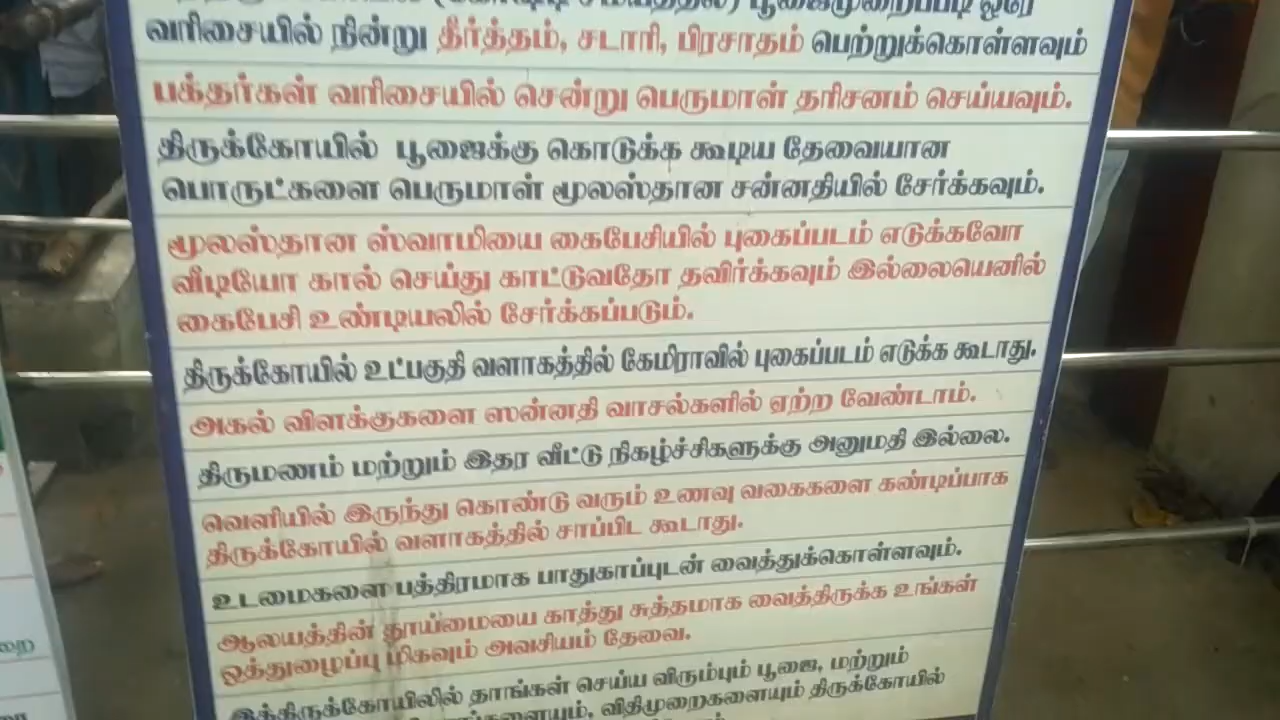 வரிசையில் நின்று தீர்த்தம், சடாரி, பிரசாதம் பெற்றுக்கொள்ளவும்
பக்தர்கள் வரிசையில் சென்று பெருமாள் தரிசனம் செய்யவும்.
திருக்கோயில் பூஜைக்கு கொடுக்க கூடிய தேவையான
பொருட்களை பெருமாள் மூலஸ்தான சன்னதியில் சேர்க்கவும்.
மூலஸ்தான ஸ்வாமியை கைபேசியில் புகைப்படம் எடுக்கவோ
வீடியோ கால் செய்து காட்டுவதோ தவிர்க்கவும் இல்லையெனில்
கைபேசி உண்டியலில் சேர்க்கப்படும்.
திருக்கோயில் உட்பகுதி வளாகத்தில் கேமிராவில் புகைப்படம் எடுக்க கூடாது.
அகல் விளக்குகளை ஸன்னதி வாசல்களில் ஏற்ற வேண்டாம்.
திருமணம் மற்றும் இதர வீட்டு நிகழ்ச்சிகளுக்கு அனுமதி இல்லை.
வெளியில் இருந்து கொண்டு வரும் உணவு வகைகளை கண்டிப்பாக
திருக்கோயில் வளாகத்தில் சாப்பிட கூடாது.
உடமைகளை பத்திரமாக பாதுகாப்புடன் வைத்துக்கொள்ளவும்.
ஆலயத்தின் தூய்மையை காத்து சுத்தமாக வைத்திருக்க உங்கள்
ஒத்துழைப்பு மிகவும் அவசியம் தேவை.
இத்திருக்கோயிலில் தாங்கள் செய்ய விரும்பும் பூஜை, மற்றும்
விதிமுறைகளையும் திருக்கோயில்